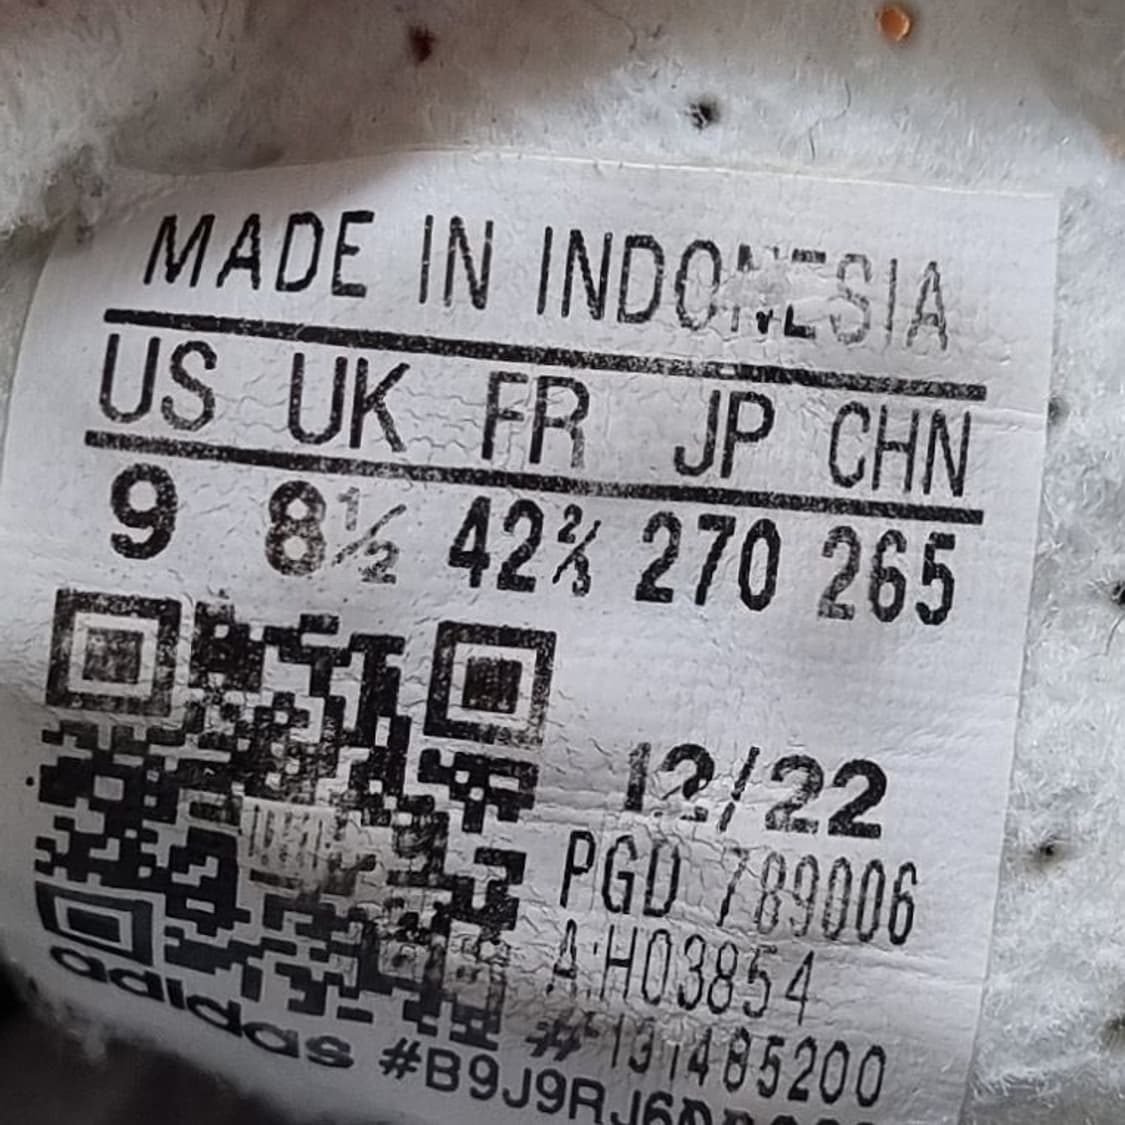 MADE IN INDONESIA
US UK FR JP CHN
9 8½ 42⅔ 270 265
12/22
PGD 789006
A:H03854
#131485200
adidas